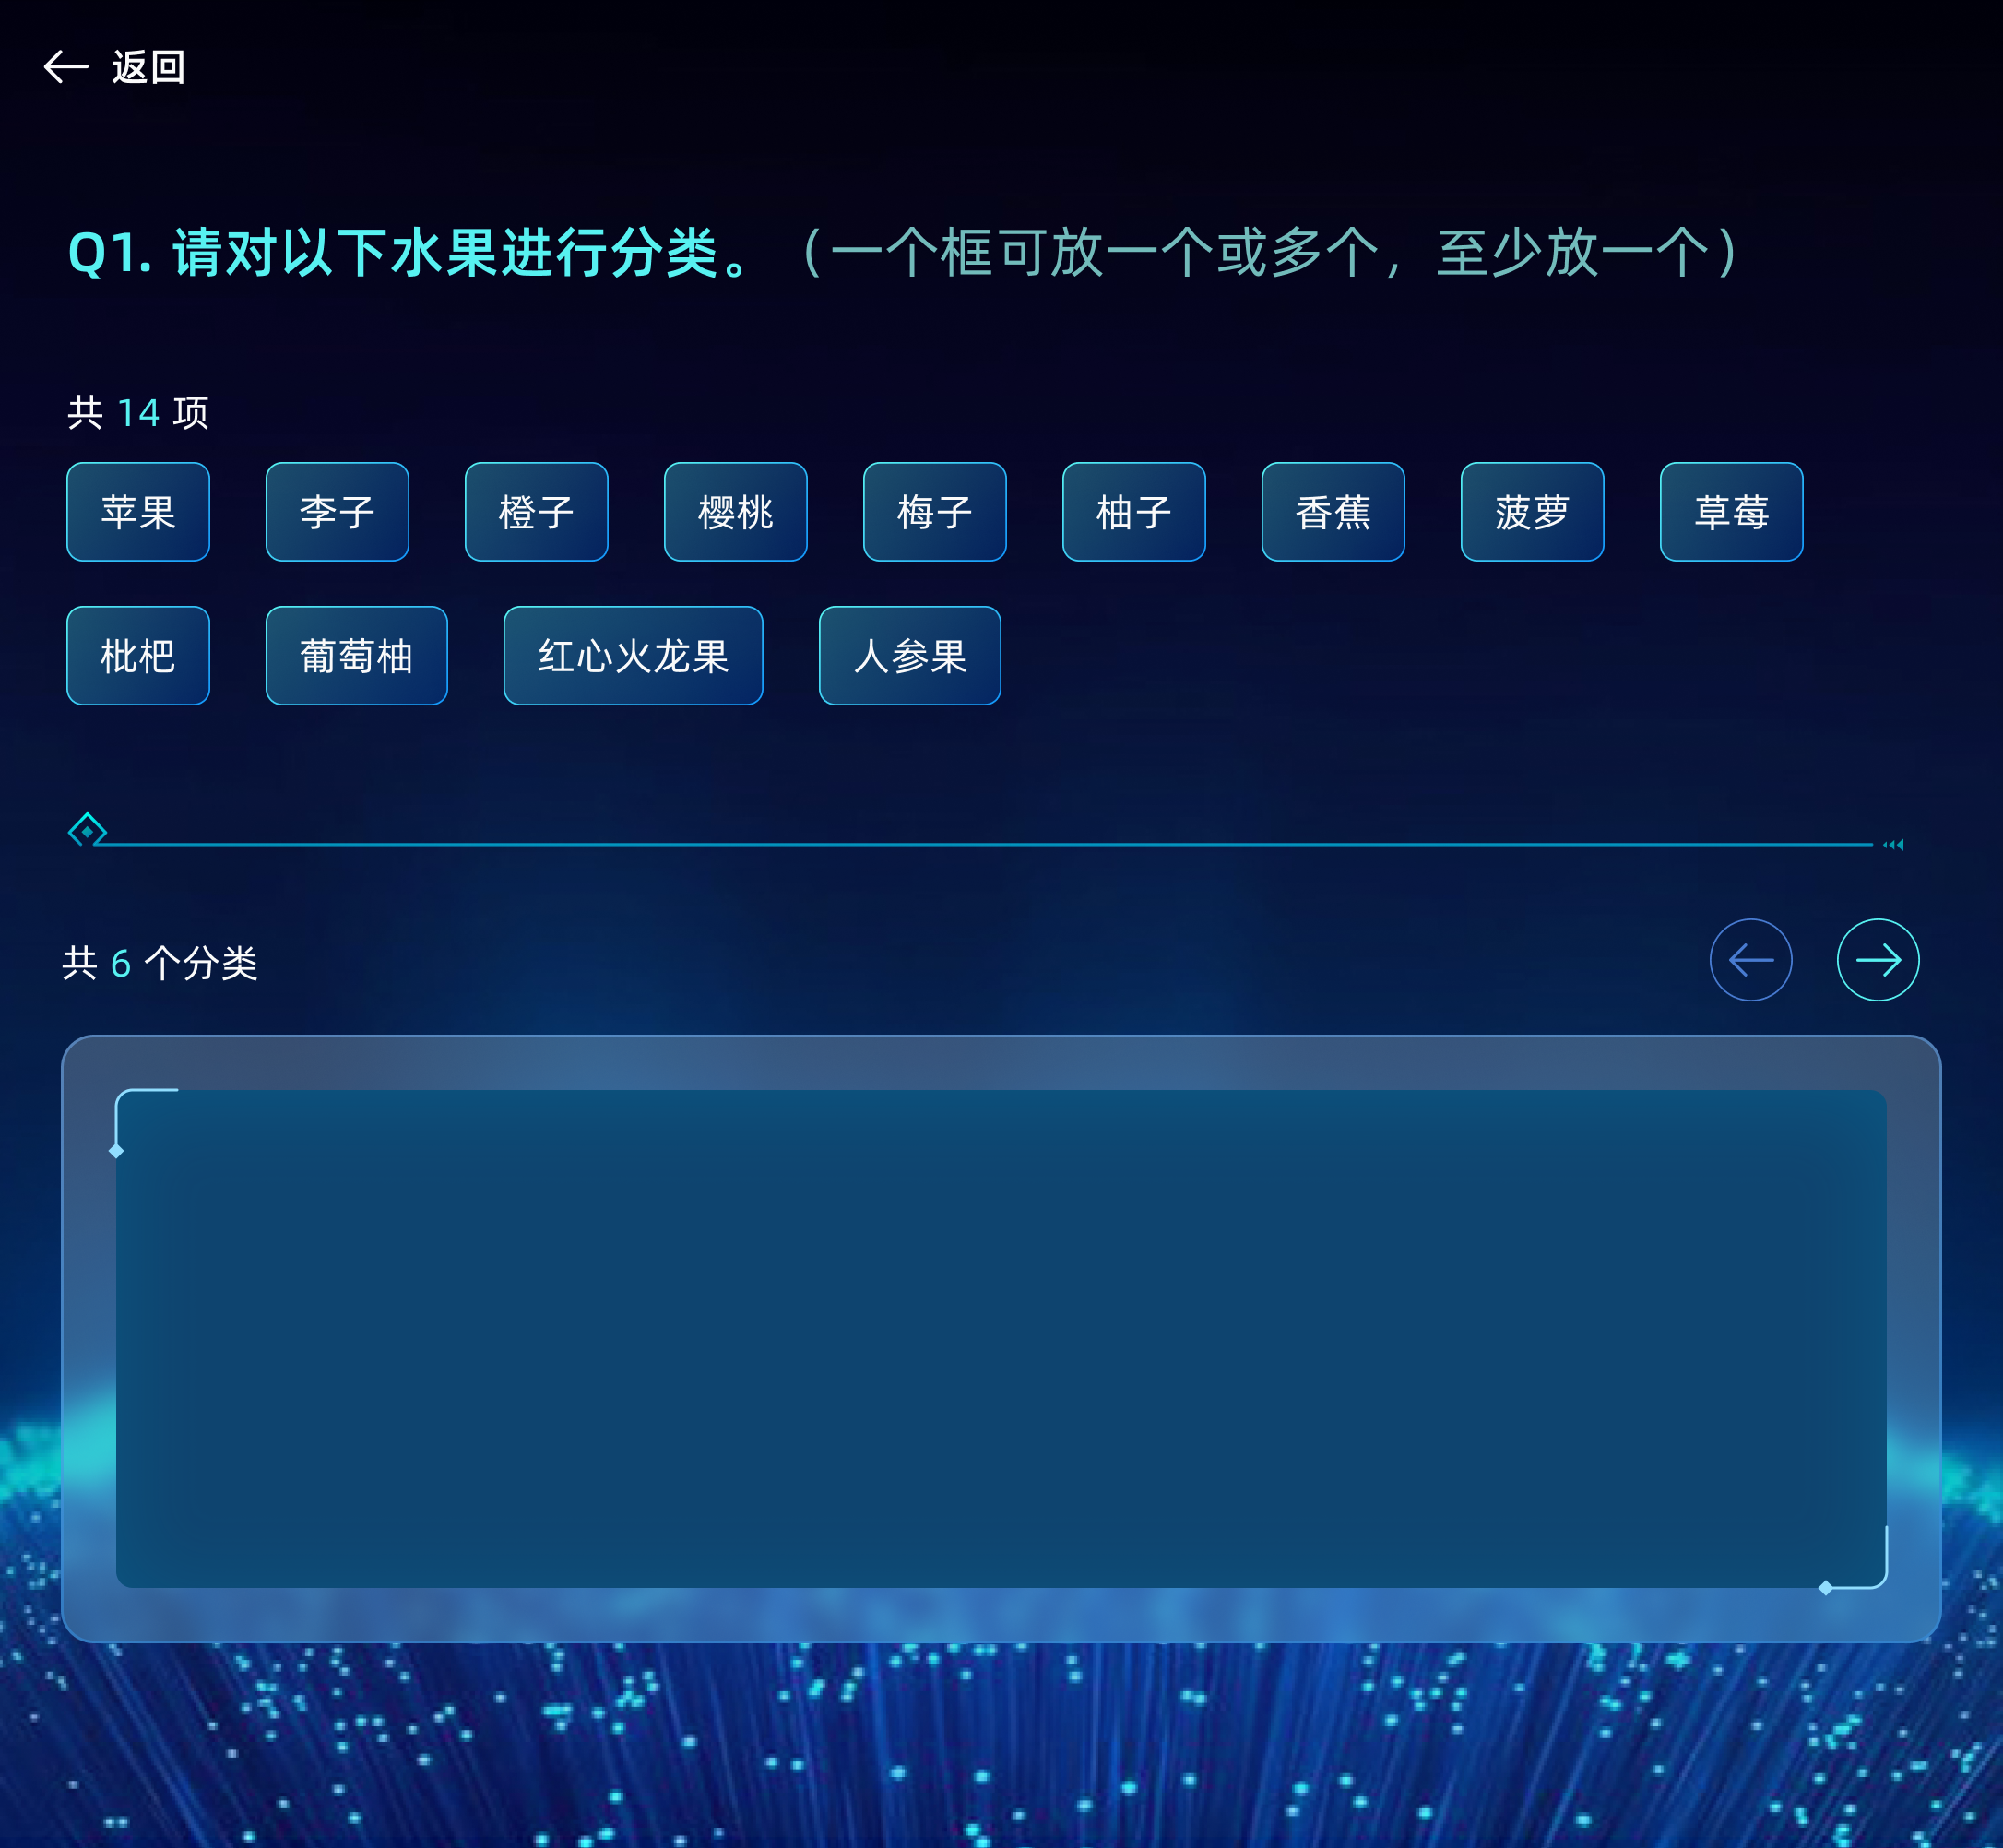 返回
Q1. 请对以下水果进行分类。（一个框可放一个或多个，至少放一个）
共 14 项
苹果 李子 橙子 樱桃 梅子 柚子 香蕉 菠萝 草莓
枇杷 葡萄柚 红心火龙果 人参果
共 6 个分类